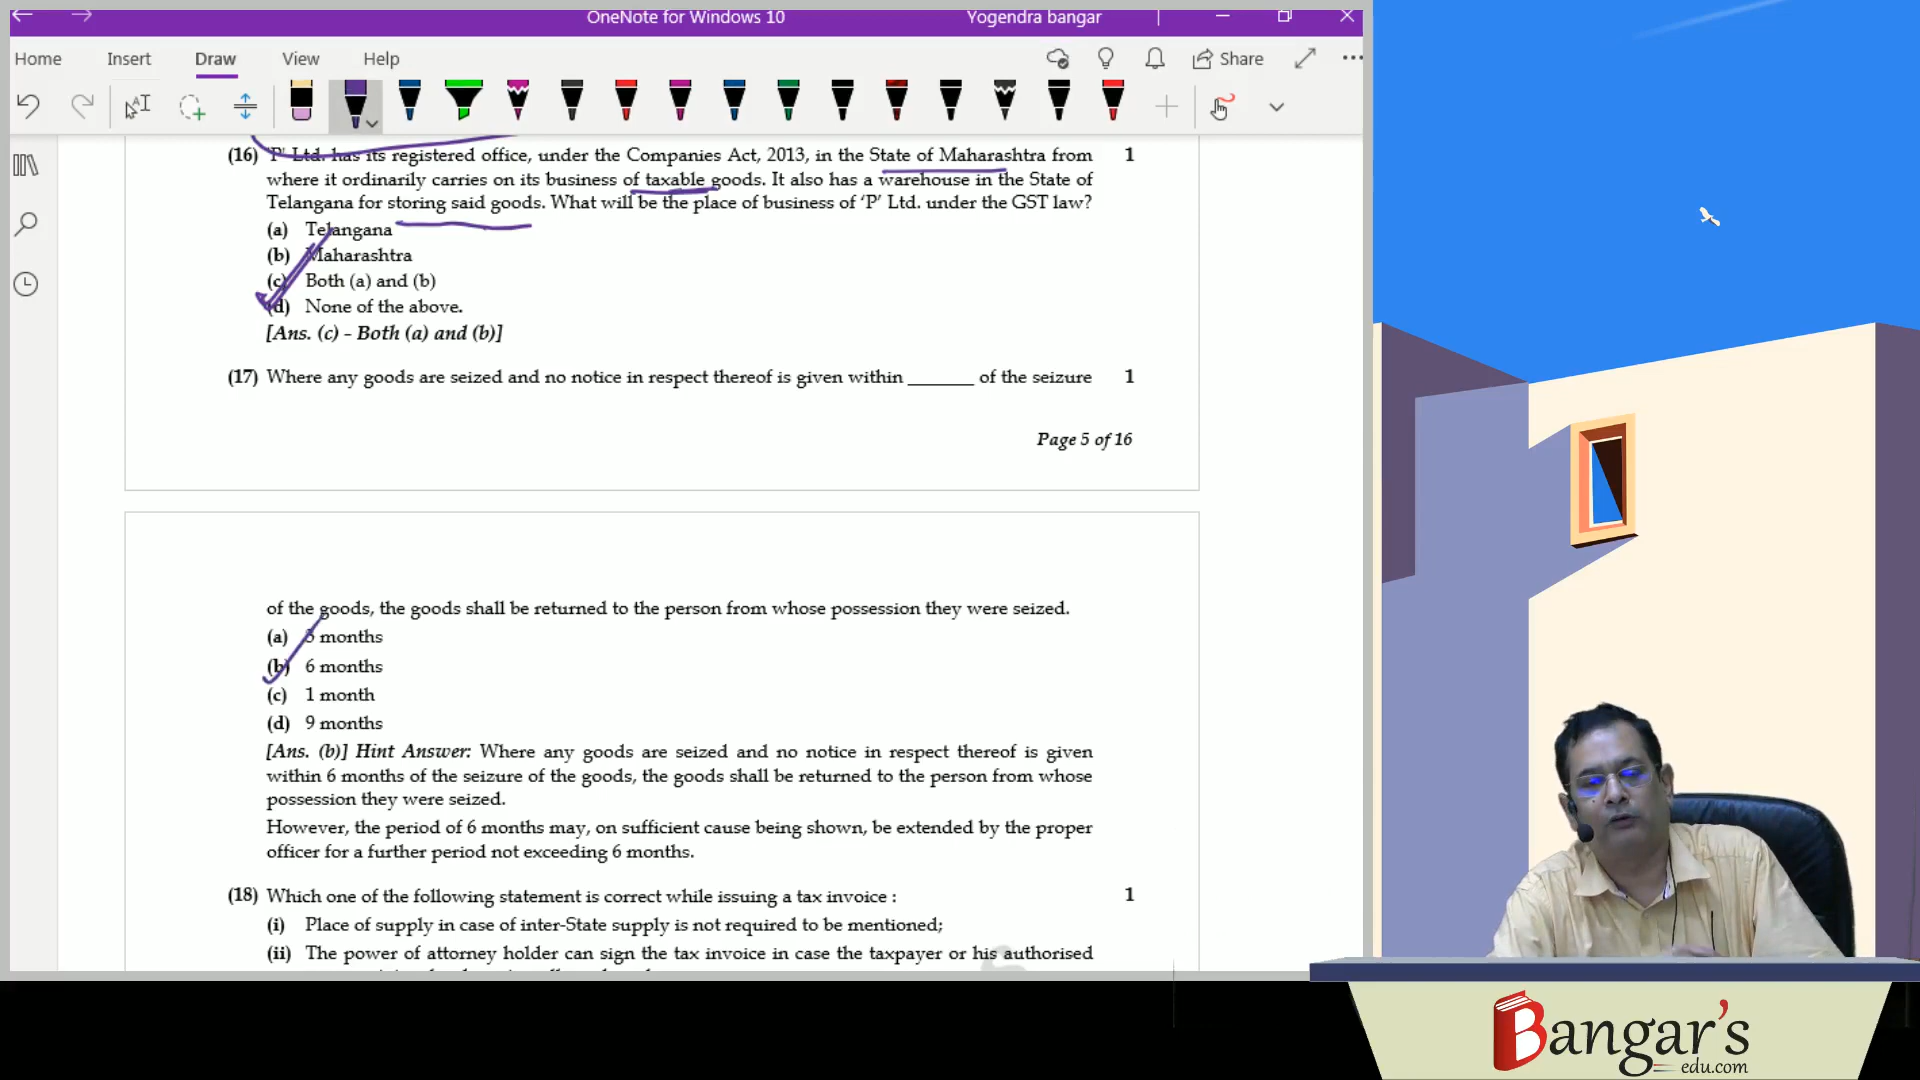 OneNote for Windows 10
Yogendra bangar
Home Insert Draw View Help
Share
(16) 'P' Ltd. has its registered office, under the Companies Act, 2013, in the State of Maharashtra from 1
where it ordinarily carries on its business of taxable goods. It also has a warehouse in the State of
Telangana for storing said goods. What will be the place of business of ‘P’ Ltd. under the GST law?
(a) Telangana
(b) Maharashtra
(c) Both (a) and (b)
(d) None of the above.
[Ans. (c) – Both (a) and (b)]
(17) Where any goods are seized and no notice in respect thereof is given within _______ of the seizure 1
Page 5 of 16
of the goods, the goods shall be returned to the person from whose possession they were seized.
(a) 3 months
(b) 6 months
(c) 1 month
(d) 9 months
[Ans. (b)] Hint Answer: Where any goods are seized and no notice in respect thereof is given
within 6 months of the seizure of the goods, the goods shall be returned to the person from whose
possession they were seized.
However, the period of 6 months may, on sufficient cause being shown, be extended by the proper
officer for a further period not exceeding 6 months.
(18) Which one of the following statement is correct while issuing a tax invoice : 1
(i) Place of supply in case of inter-State supply is not required to be mentioned;
(ii) The power of attorney holder can sign the tax invoice in case the taxpayer or his authorised
Bangar's
edu.com